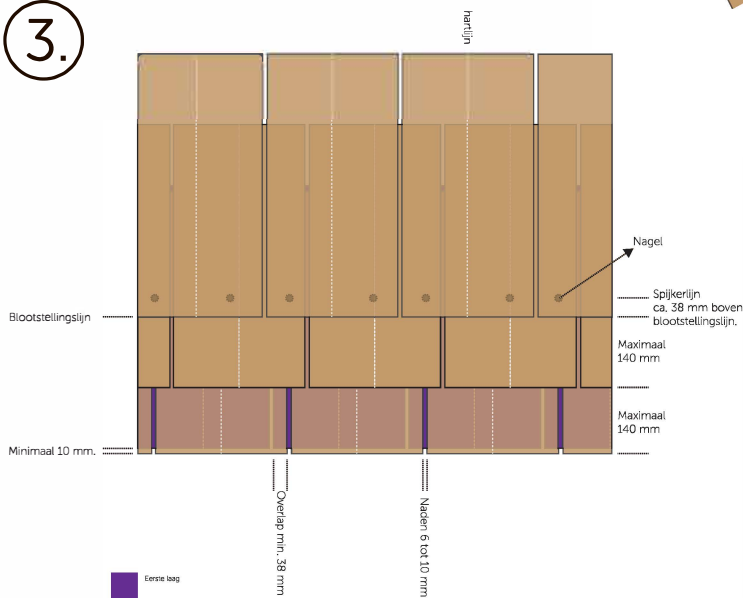 3.
hartlijn
Nagel
Spijkerlijn
ca. 38 mm boven
blootstellingslijn.
Blootstellingslijn
Maximaal
140 mm
Maximaal
140 mm
Minimaal 10 mm.
Overlap min. 38 mm
Naden 6 tot 10 mm
Eerste laag